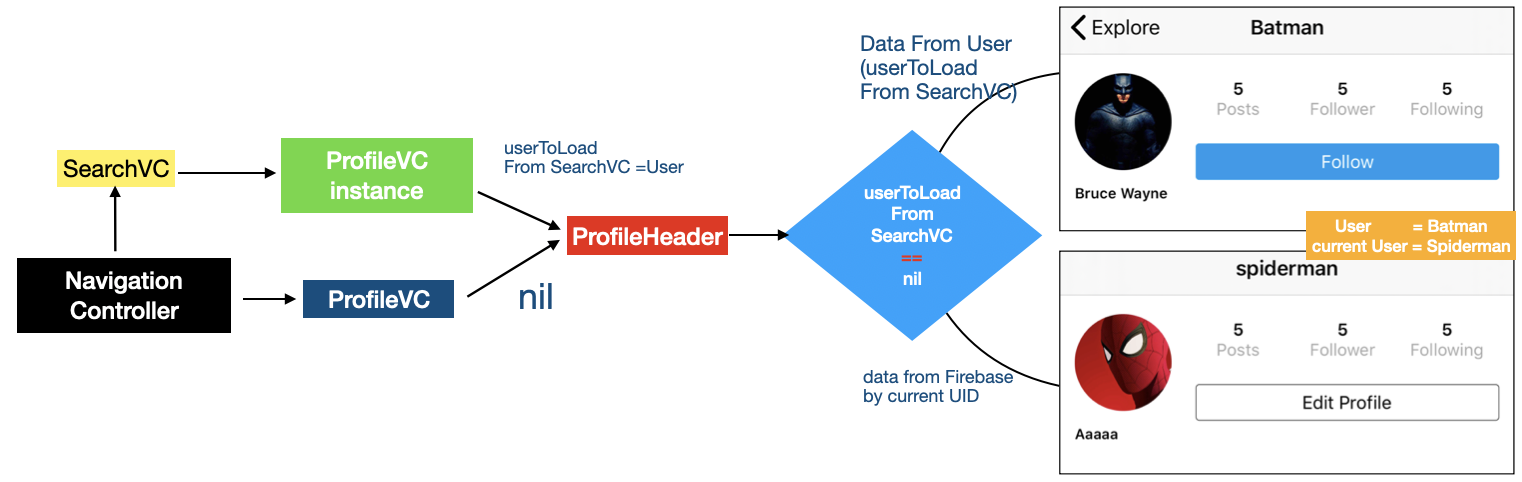 SearchVC
Navigation
Controller
ProfileVC
instance
ProfileVC
userToLoad
From SearchVC =User
nil
ProfileHeader
Data From User
(userToLoad
From SearchVC)
userToLoad
From
SearchVC
==
nil
data from Firebase
by current UID
Explore
Batman
5 5 5
Posts Follower Following
Follow
Bruce Wayne
User = Batman
current User = Spiderman
spiderman
5 5 5
Posts Follower Following
Edit Profile
Aaaaa